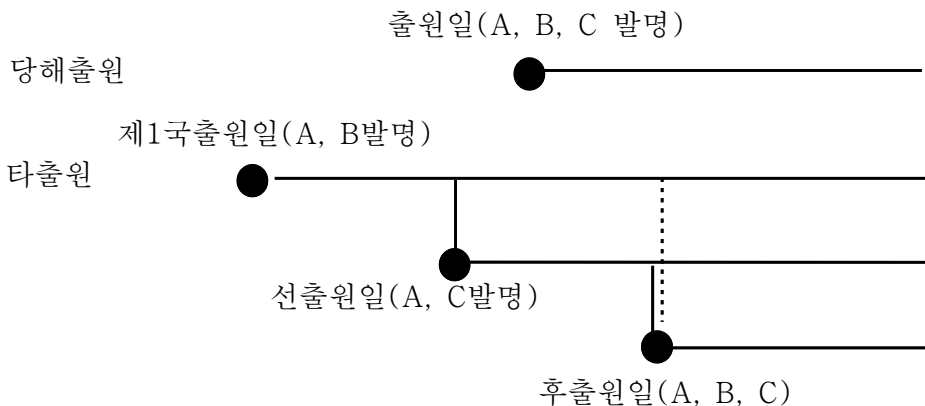 출원일(A, B, C 발명)
당해출원
제1국출원일(A, B발명)
타출원
선출원일(A, C발명)
후출원일(A, B, C)